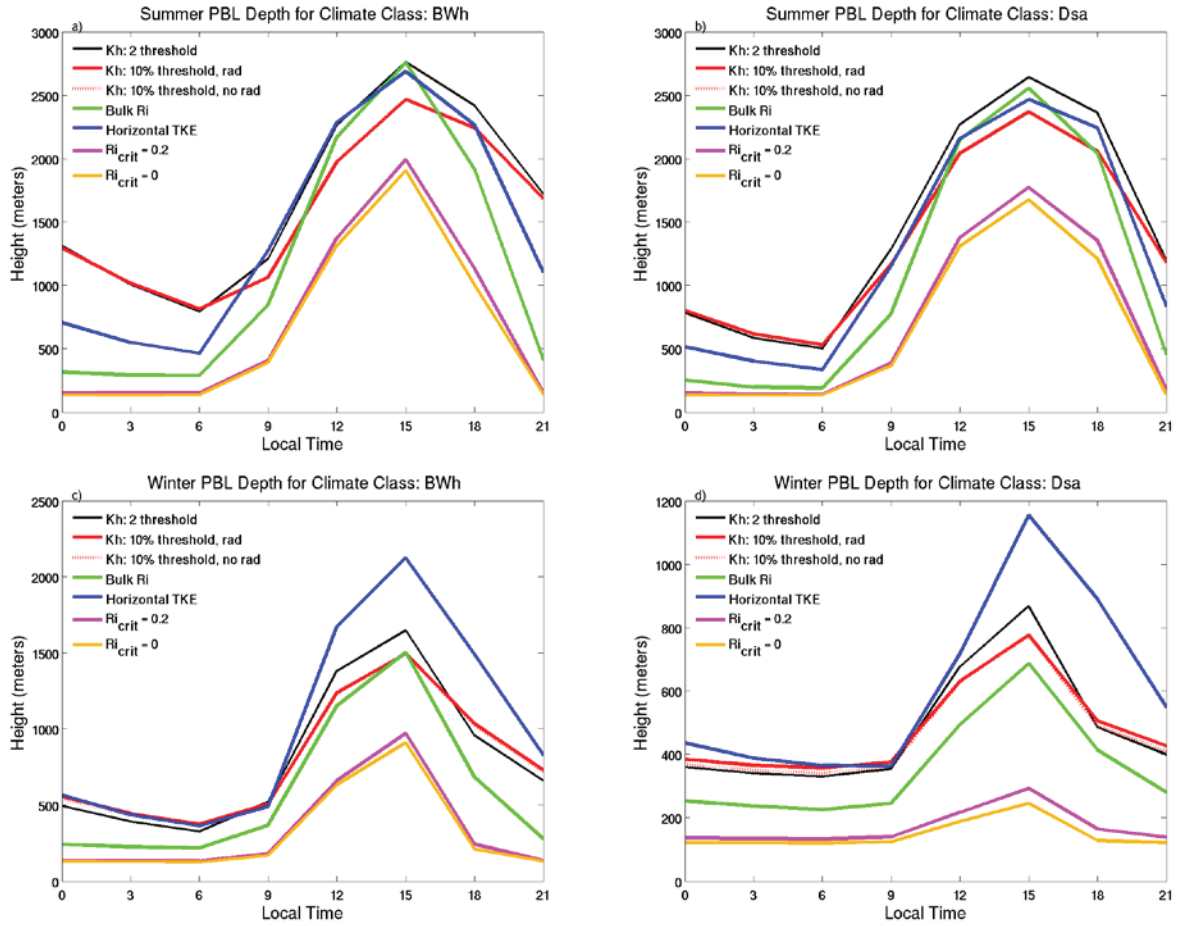 Summer PBL Depth for Climate Class: BWh
a)
3000
2500
2000
1500
1000
500
0
Height (meters)
Kh: 2 threshold
Kh: 10% threshold, rad
Kh: 10% threshold, no rad
Bulk Ri
Horizontal TKE
Ricrit = 0.2
Ricrit = 0
0 3 6 9 12 15 18 21
Local Time
Summer PBL Depth for Climate Class: Dsa
b)
3000
2500
2000
1500
1000
500
0
Height (meters)
Kh: 2 threshold
Kh: 10% threshold, rad
Kh: 10% threshold, no rad
Bulk Ri
Horizontal TKE
Ricrit = 0.2
Ricrit = 0
0 3 6 9 12 15 18 21
Local Time
Winter PBL Depth for Climate Class: BWh
c)
2500
2000
1500
1000
500
0
Height (meters)
Kh: 2 threshold
Kh: 10% threshold, rad
Kh: 10% threshold, no rad
Bulk Ri
Horizontal TKE
Ricrit = 0.2
Ricrit = 0
0 3 6 9 12 15 18 21
Local Time
Winter PBL Depth for Climate Class: Dsa
d)
1200
1000
800
600
400
200
0
Height (meters)
Kh: 2 threshold
Kh: 10% threshold, rad
Kh: 10% threshold, no rad
Bulk Ri
Horizontal TKE
Ricrit = 0.2
Ricrit = 0
0 3 6 9 12 15 18 21
Local Time